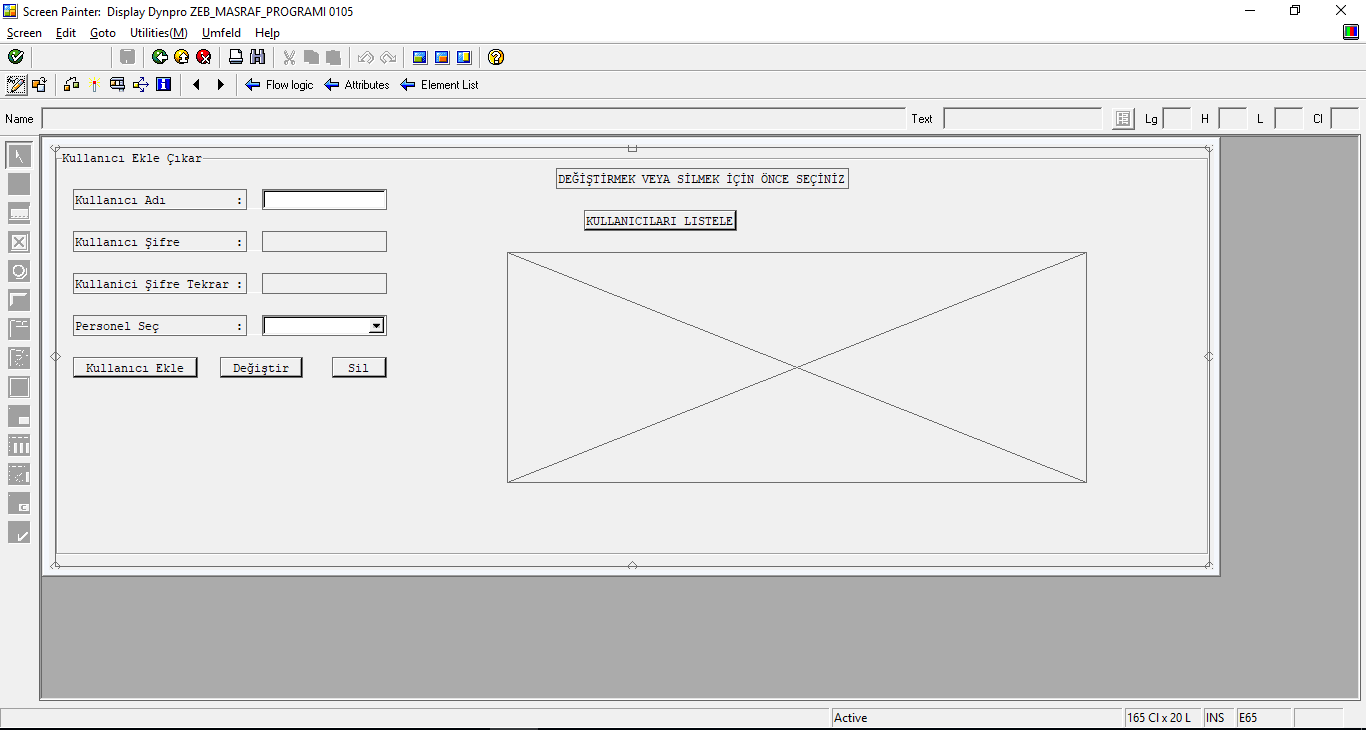 Screen Painter: Display Dynpro ZEB_MASRAF_PROGRAMI 0105
Screen Edit Goto Utilities(M) Umfeld Help
Flow logic Attributes Element List
Name Text Lg H L Cl
Kullanıcı Ekle Çıkar
DEĞİŞTİRMEK VEYA SİLMEK İÇİN ÖNCE SEÇİNİZ
Kullanıcı Adı :
KULLANICILARI LISTELE
Kullanıcı Şifre :
Kullanici Şifre Tekrar :
Personel Seç :
Kullanıcı Ekle Değiştir Sil
Active 165 Cl x 20 L INS E65